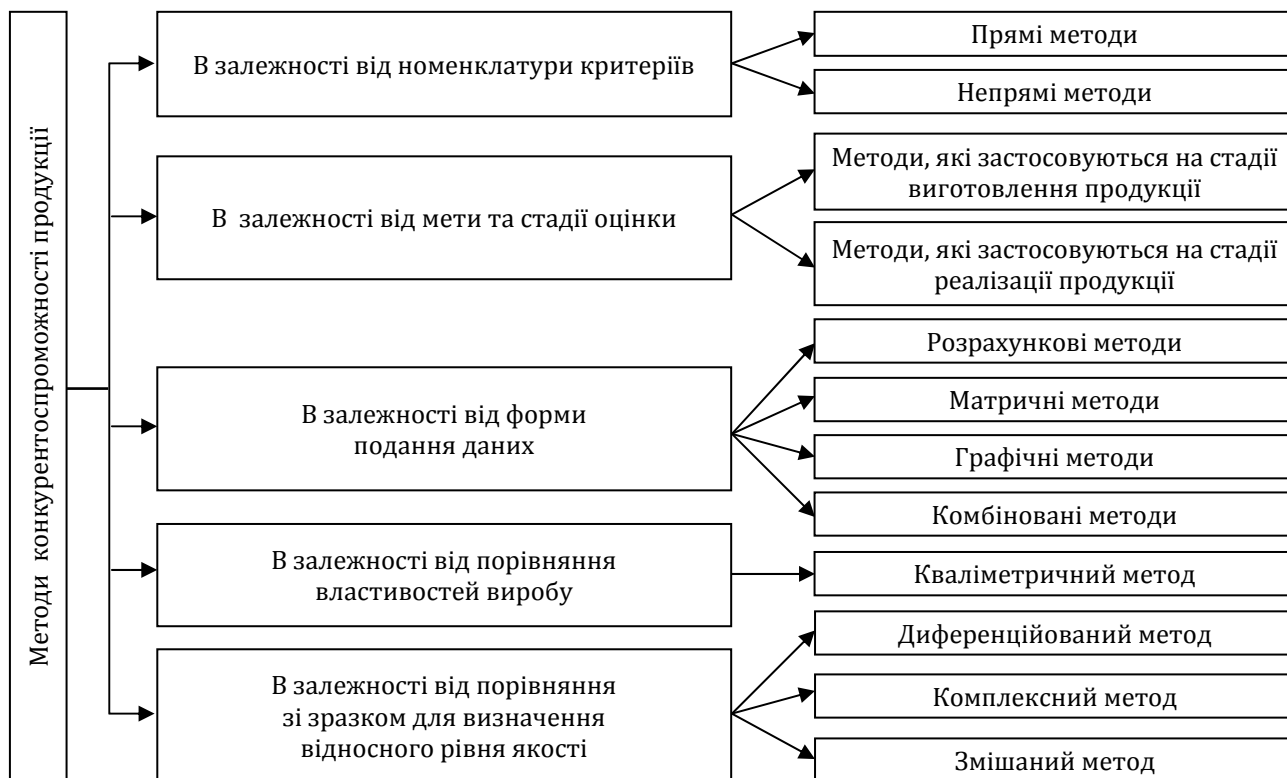 Методи конкурентоспроможності продукції
В залежності від номенклатури критеріїв
Прямі методи
Непрямі методи
В залежності від мети та стадії оцінки
Методи, які застосовуються на стадії
виготовлення продукції
Методи, які застосовуються на стадії
реалізації продукції
В залежності від форми
подання даних
Розрахункові методи
Матричні методи
Графічні методи
Комбіновані методи
В залежності від порівняння
властивостей виробу
Кваліметричний метод
В залежності від порівняння
зі зразком для визначення
відносного рівня якості
Диференційований метод
Комплексний метод
Змішаний метод